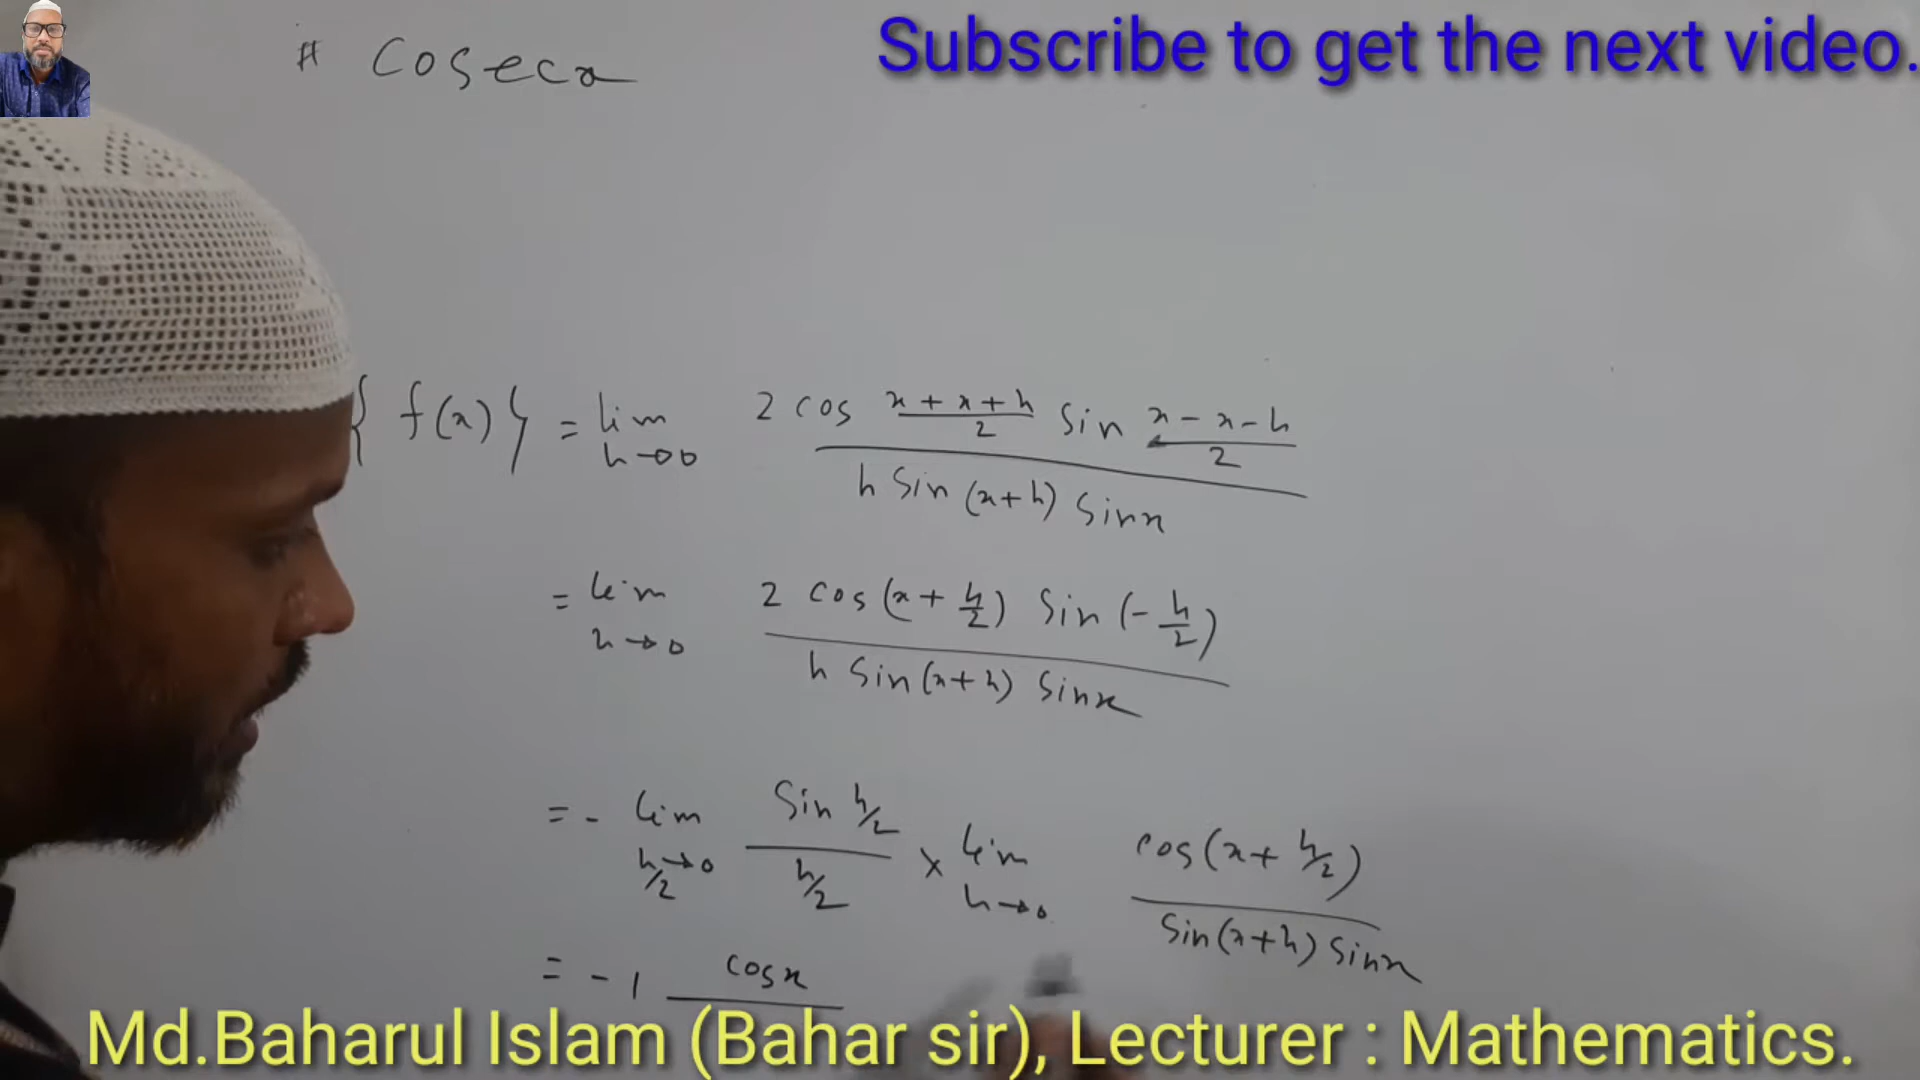 Subscribe to get the next video.
# Cosecx
{ f(x) } = lim h→0 2 cos (x + x + h)/2 sin (x - x - h)/2
h sin (x+h) sinx
= lim h→0 2 cos(x + h/2) sin(- h/2)
h sin(x+h) sinx
= - lim h/2→0 sin h/2 / h/2 × lim h→0 cos(x + h/2)
sin(x+h) sinx
= -1 cosx
Md.Baharul Islam (Bahar sir), Lecturer : Mathematics.